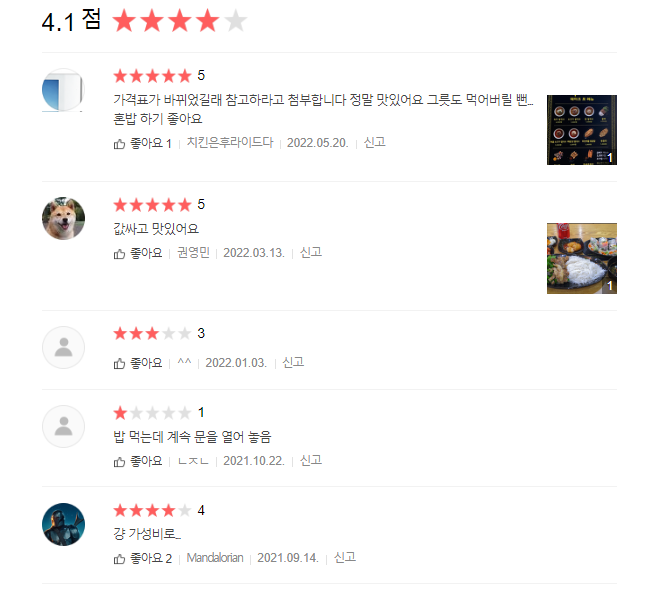 4.1 점
5
가격표가 바뀌었길래 참고하라고 첨부합니다 정말 맛있어요 그릇도 먹어버릴 뻔...
혼밥 하기 좋아요
좋아요 1 치킨은후라이드다 2022.05.20. 신고
1
5
값싸고 맛있어요
좋아요 권영민 2022.03.13. 신고
1
3
좋아요 ^^ 2022.01.03. 신고
1
밥 먹는데 계속 문을 열어 놓음
좋아요 ㄴㅈㄴ 2021.10.22. 신고
4
걍 가성비로...
좋아요 2 Mandalorian 2021.09.14. 신고